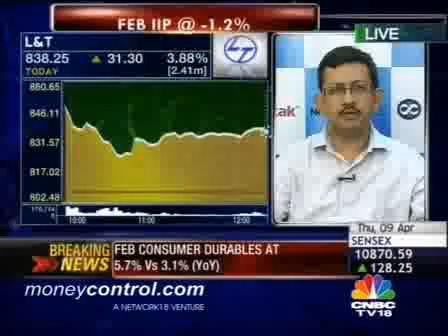 FEB IIP @ -1.2%
L&T
838.25 ▲ 31.30 3.88%
TODAY [2.41m]
LIVE
860.65
846.11
831.57
817.02
802.48
10:00 11:00 12:00
BREAKING NEWS
FEB CONSUMER DURABLES AT
5.7% Vs 3.1% (YoY)
Thu, 09 Apr
SENSEX
10870.59
▲ 128.25
moneycontrol.com
A NETWORK18 VENTURE
CNBC
TV18